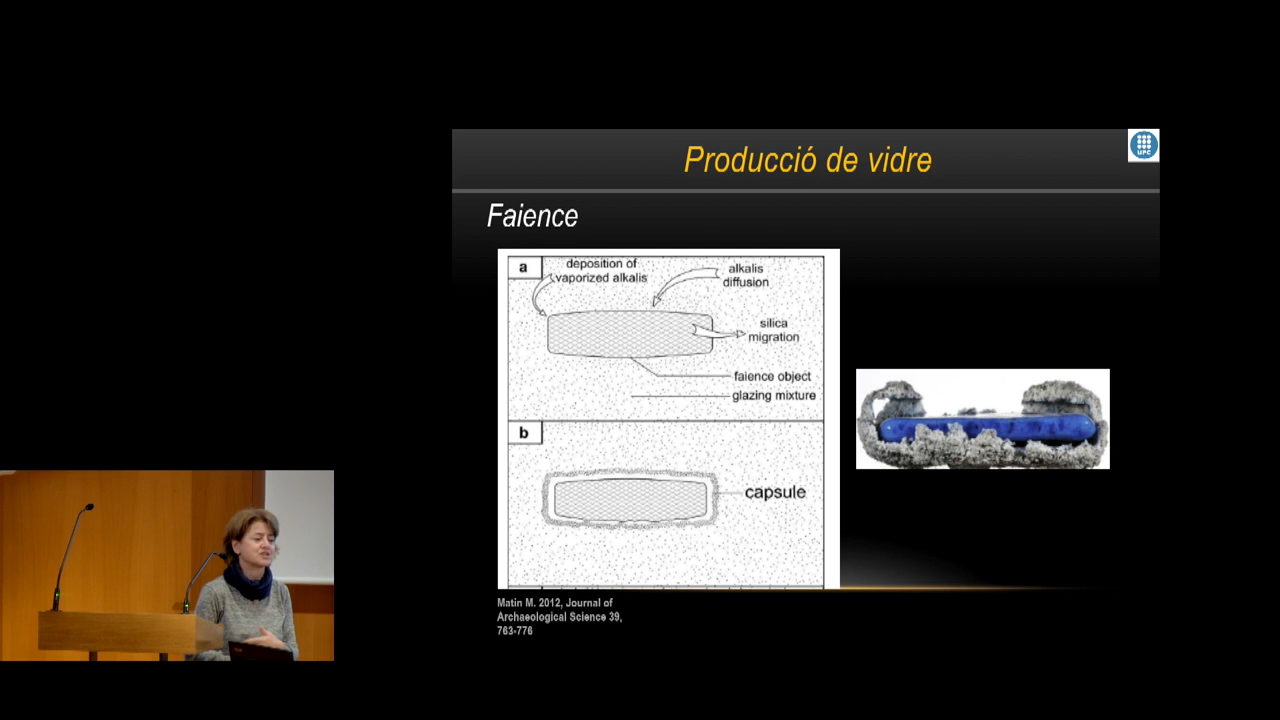 Producció de vidre
UPC
Faience
a
deposition of
vaporized alkalis
alkalis
diffusion
silica
migration
faience object
glazing mixture
b
capsule
Matin M. 2012, Journal of
Archaeological Science 39,
763-776